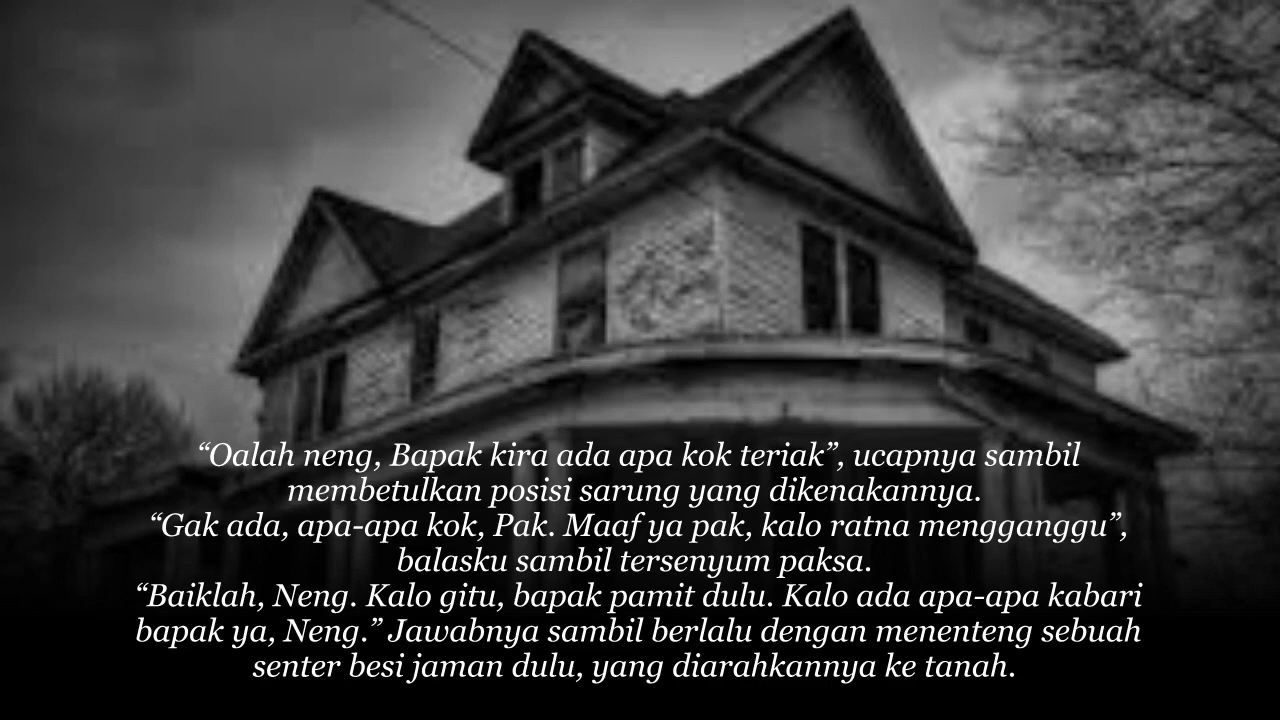 “Oalah neng, Bapak kira ada apa kok teriak”, ucapnya sambil
membetulkan posisi sarung yang dikenakannya.
“Gak ada, apa-apa kok, Pak. Maaf ya pak, kalo ratna mengganggu”,
balasku sambil tersenyum paksa.
“Baiklah, Neng. Kalo gitu, bapak pamit dulu. Kalo ada apa-apa kabari
bapak ya, Neng.” Jawabnya sambil berlalu dengan menenteng sebuah
senter besi jaman dulu, yang diarahkannya ke tanah.